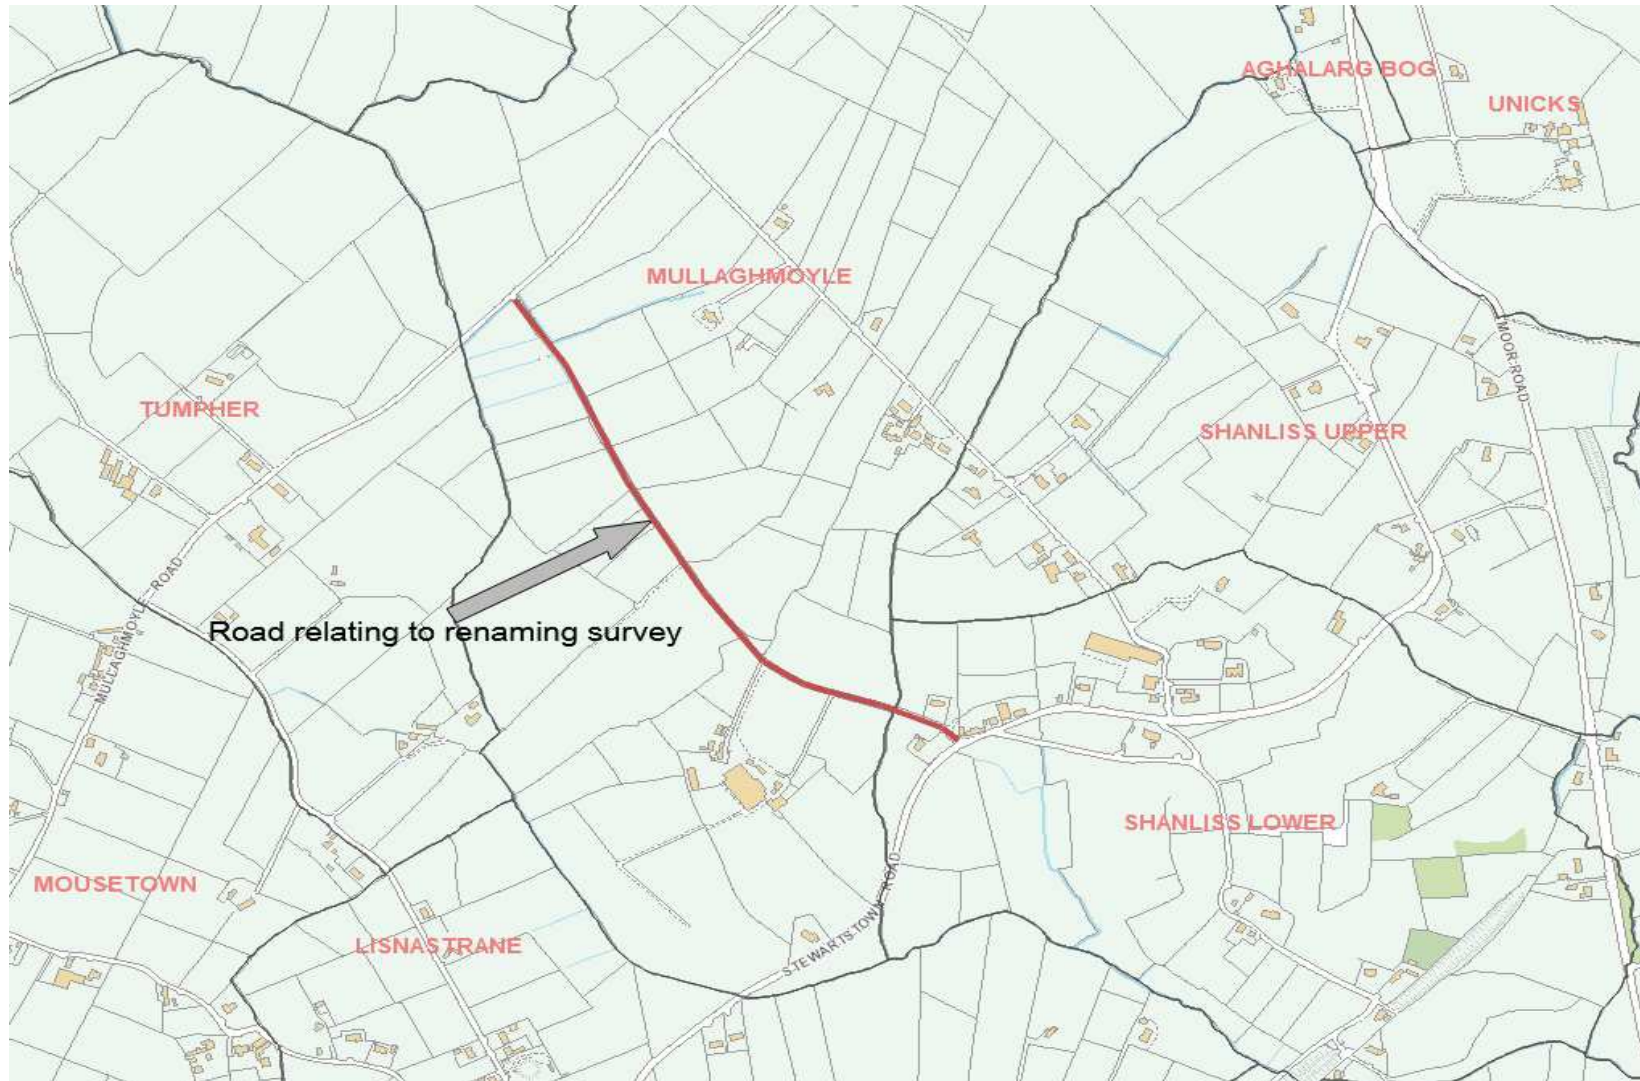 AGHALARG BOG
UNICKS
MULLAGHMOYLE
MOOR ROAD
TUMPHER
SHANLISS UPPER
MULLAGHMOYLE ROAD
Road relating to renaming survey
SHANLISS LOWER
MOUSETOWN
STEWARTSTOWN ROAD
LISNASTRANE